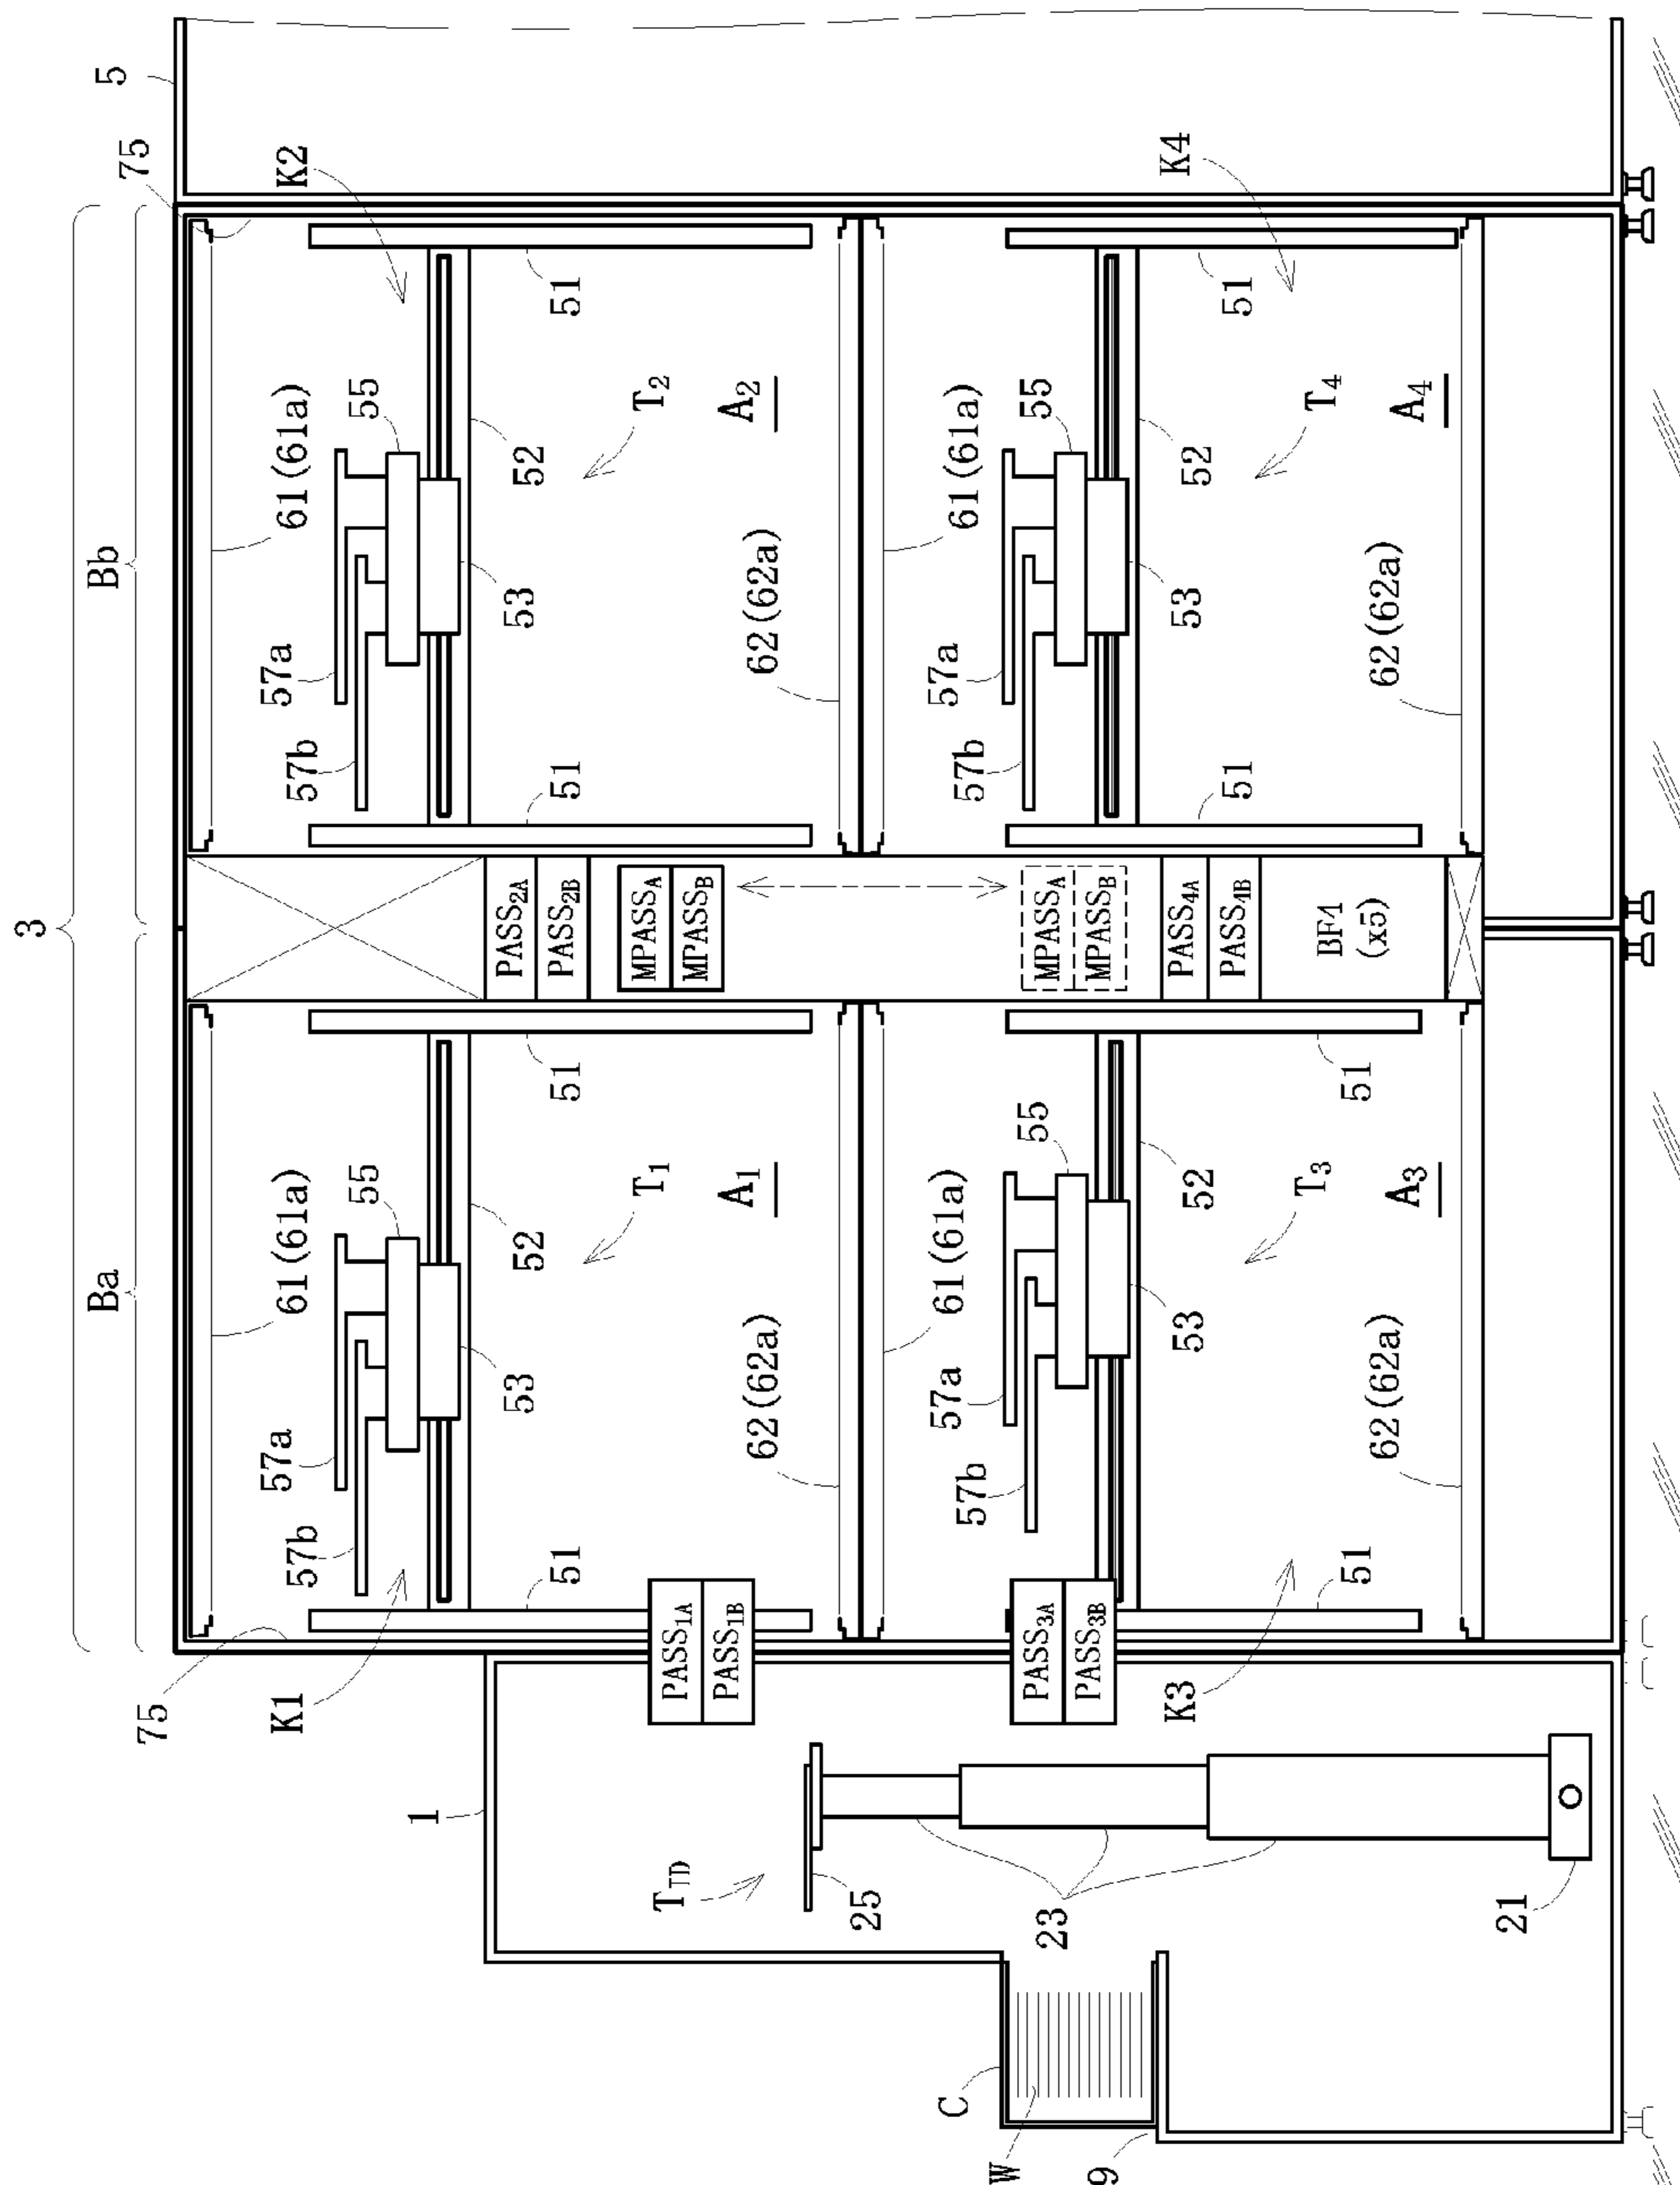 3
Ba
Bb
75
75
5
61(61a)
61(61a)
K1
57b
57a
55
K2
57b
57a
55
51
53
52
51
51
53
52
51
T1
T2
A1
A2
62(62a)
62(62a)
PASS2A
PASS2B
MPASSA
MPASSB
PASS1A
PASS1B
1
TTD
25
23
21
C
W
9
61(61a)
61(61a)
57b
57a
55
57b
57a
55
MPASSA
MPASSB
PASS3A
PASS3B
PASS4A
PASS4B
BF4
(x5)
K3
53
52
K4
53
52
51
51
51
51
T3
T4
A3
A4
62(62a)
62(62a)